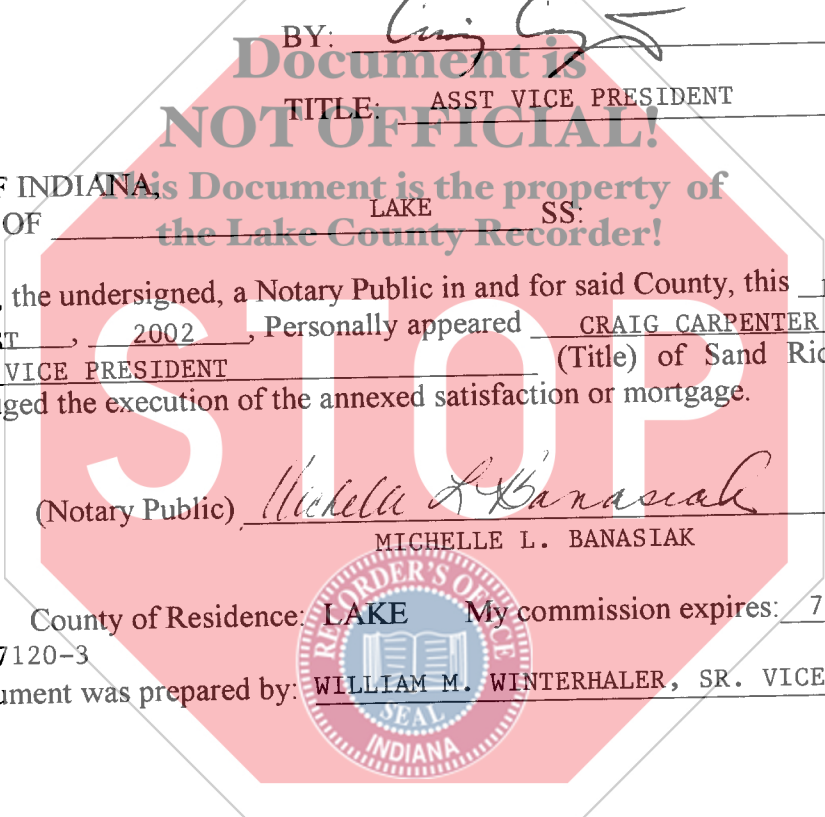 BY:
Document is
TITLE: ASST VICE PRESIDENT
NOT OFFICIAL!
F INDIANA,
This Document is the property of
OF LAKE SS:
the Lake County Recorder!
the undersigned, a Notary Public in and for said County, this
ST, 2002, Personally appeared CRAIG CARPENTER
VICE PRESIDENT (Title) of Sand Rid
ged the execution of the annexed satisfaction or mortgage.
STOP
(Notary Public) Michelle L Banasiak
MICHELLE L. BANASIAK
RECORDER'S OFFICE
County of Residence: LAKE My commission expires: 7
7120-3
ument was prepared by: WILLIAM M. WINTERHALER, SR. VICE
SEAL
INDIANA